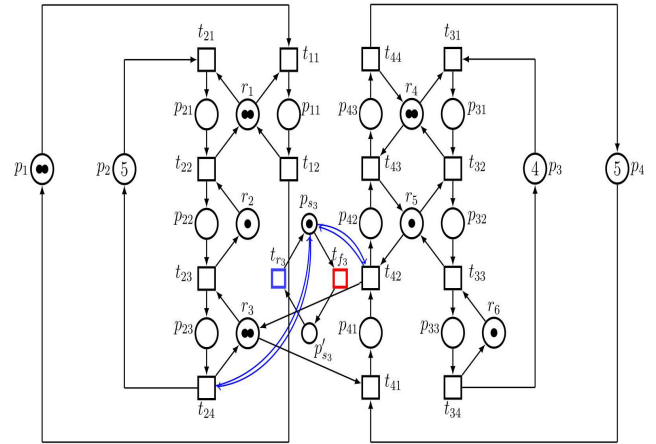 t₂₁ t₁₁ t₄₄ t₃₁
r₁ r₄
p₂₁ p₁₁ p₄₃ p₃₁
p₁ p₂ 5 t₂₂ t₁₂ t₄₃ t₃₂ 4 p₃ 5 p₄
r₂ pₛ₃ p₄₂ r₅
p₂₂ p₃₂
t₂₃ tᵣ₃ t_f₃ t₄₂ t₃₃
r₃ r₆
p₂₃ p′ₛ₃ p₄₁ p₃₃
t₂₄ t₄₁ t₃₄